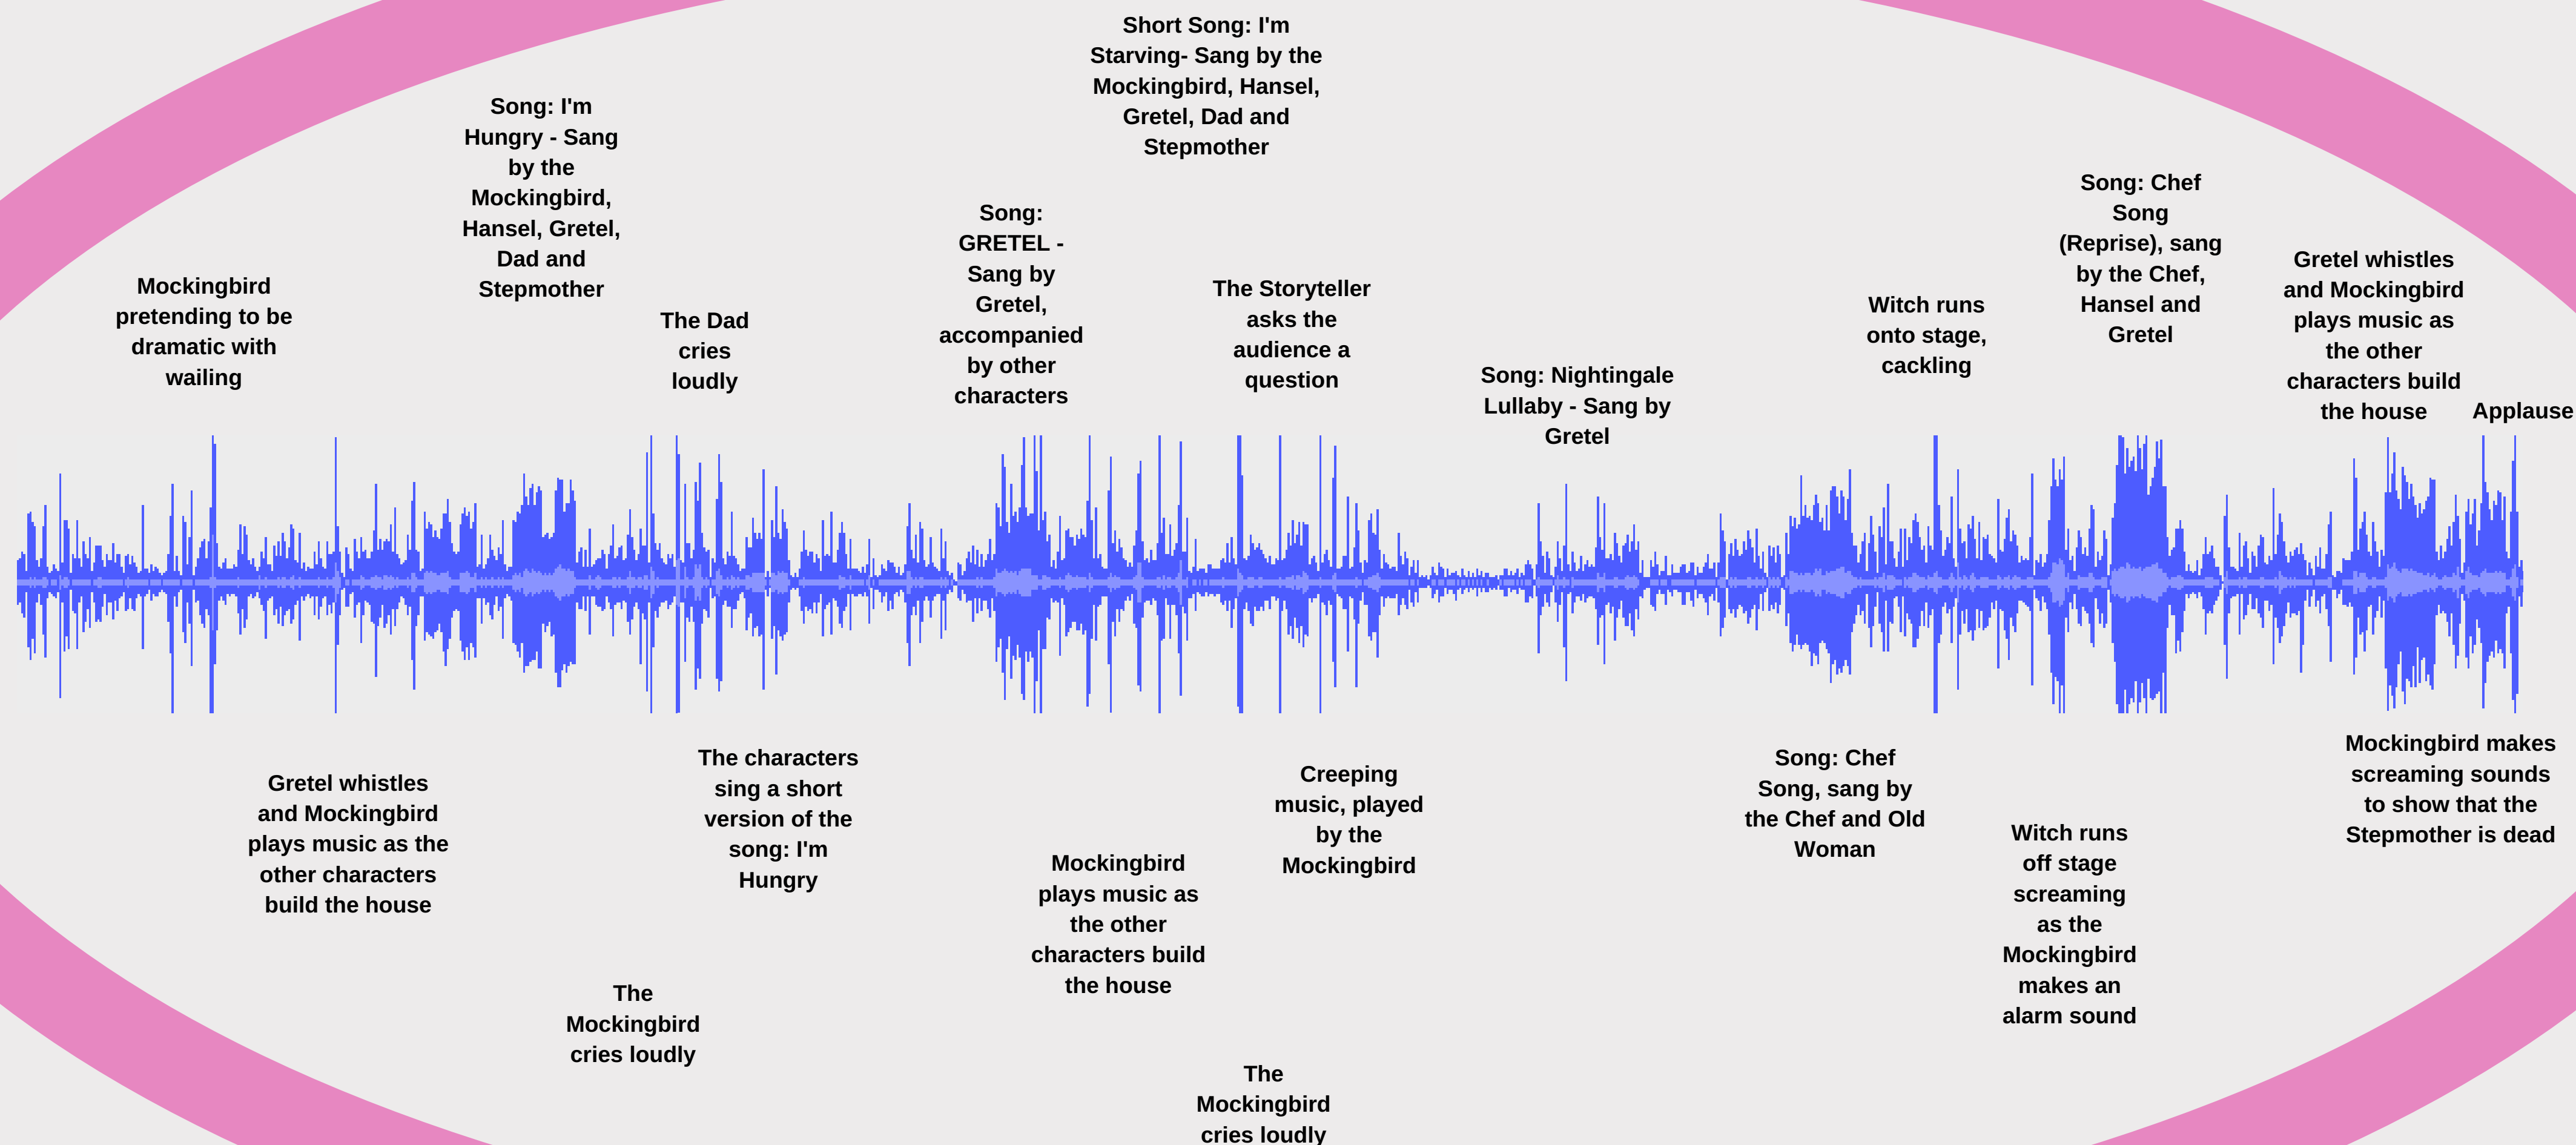 Short Song: I'm
Starving- Sang by the
Mockingbird, Hansel,
Gretel, Dad and
Stepmother
Song: I'm
Hungry - Sang
by the
Mockingbird,
Hansel, Gretel,
Dad and
Stepmother
Song: Chef
Song
(Reprise), sang
by the Chef,
Hansel and
Gretel
Song:
GRETEL -
Sang by
Gretel,
accompanied
by other
characters
Gretel whistles
and Mockingbird
plays music as
the other
characters build
the house
Mockingbird
pretending to be
dramatic with
wailing
The Storyteller
asks the
audience a
question
Witch runs
onto stage,
cackling
The Dad
cries
loudly
Song: Nightingale
Lullaby - Sang by
Gretel
Applause
Mockingbird makes
screaming sounds
to show that the
Stepmother is dead
The characters
sing a short
version of the
song: I'm
Hungry
Song: Chef
Song, sang by
the Chef and Old
Woman
Creeping
music, played
by the
Mockingbird
Gretel whistles
and Mockingbird
plays music as the
other characters
build the house
Witch runs
off stage
screaming
as the
Mockingbird
makes an
alarm sound
Mockingbird
plays music as
the other
characters build
the house
The
Mockingbird
cries loudly
The
Mockingbird
cries loudly